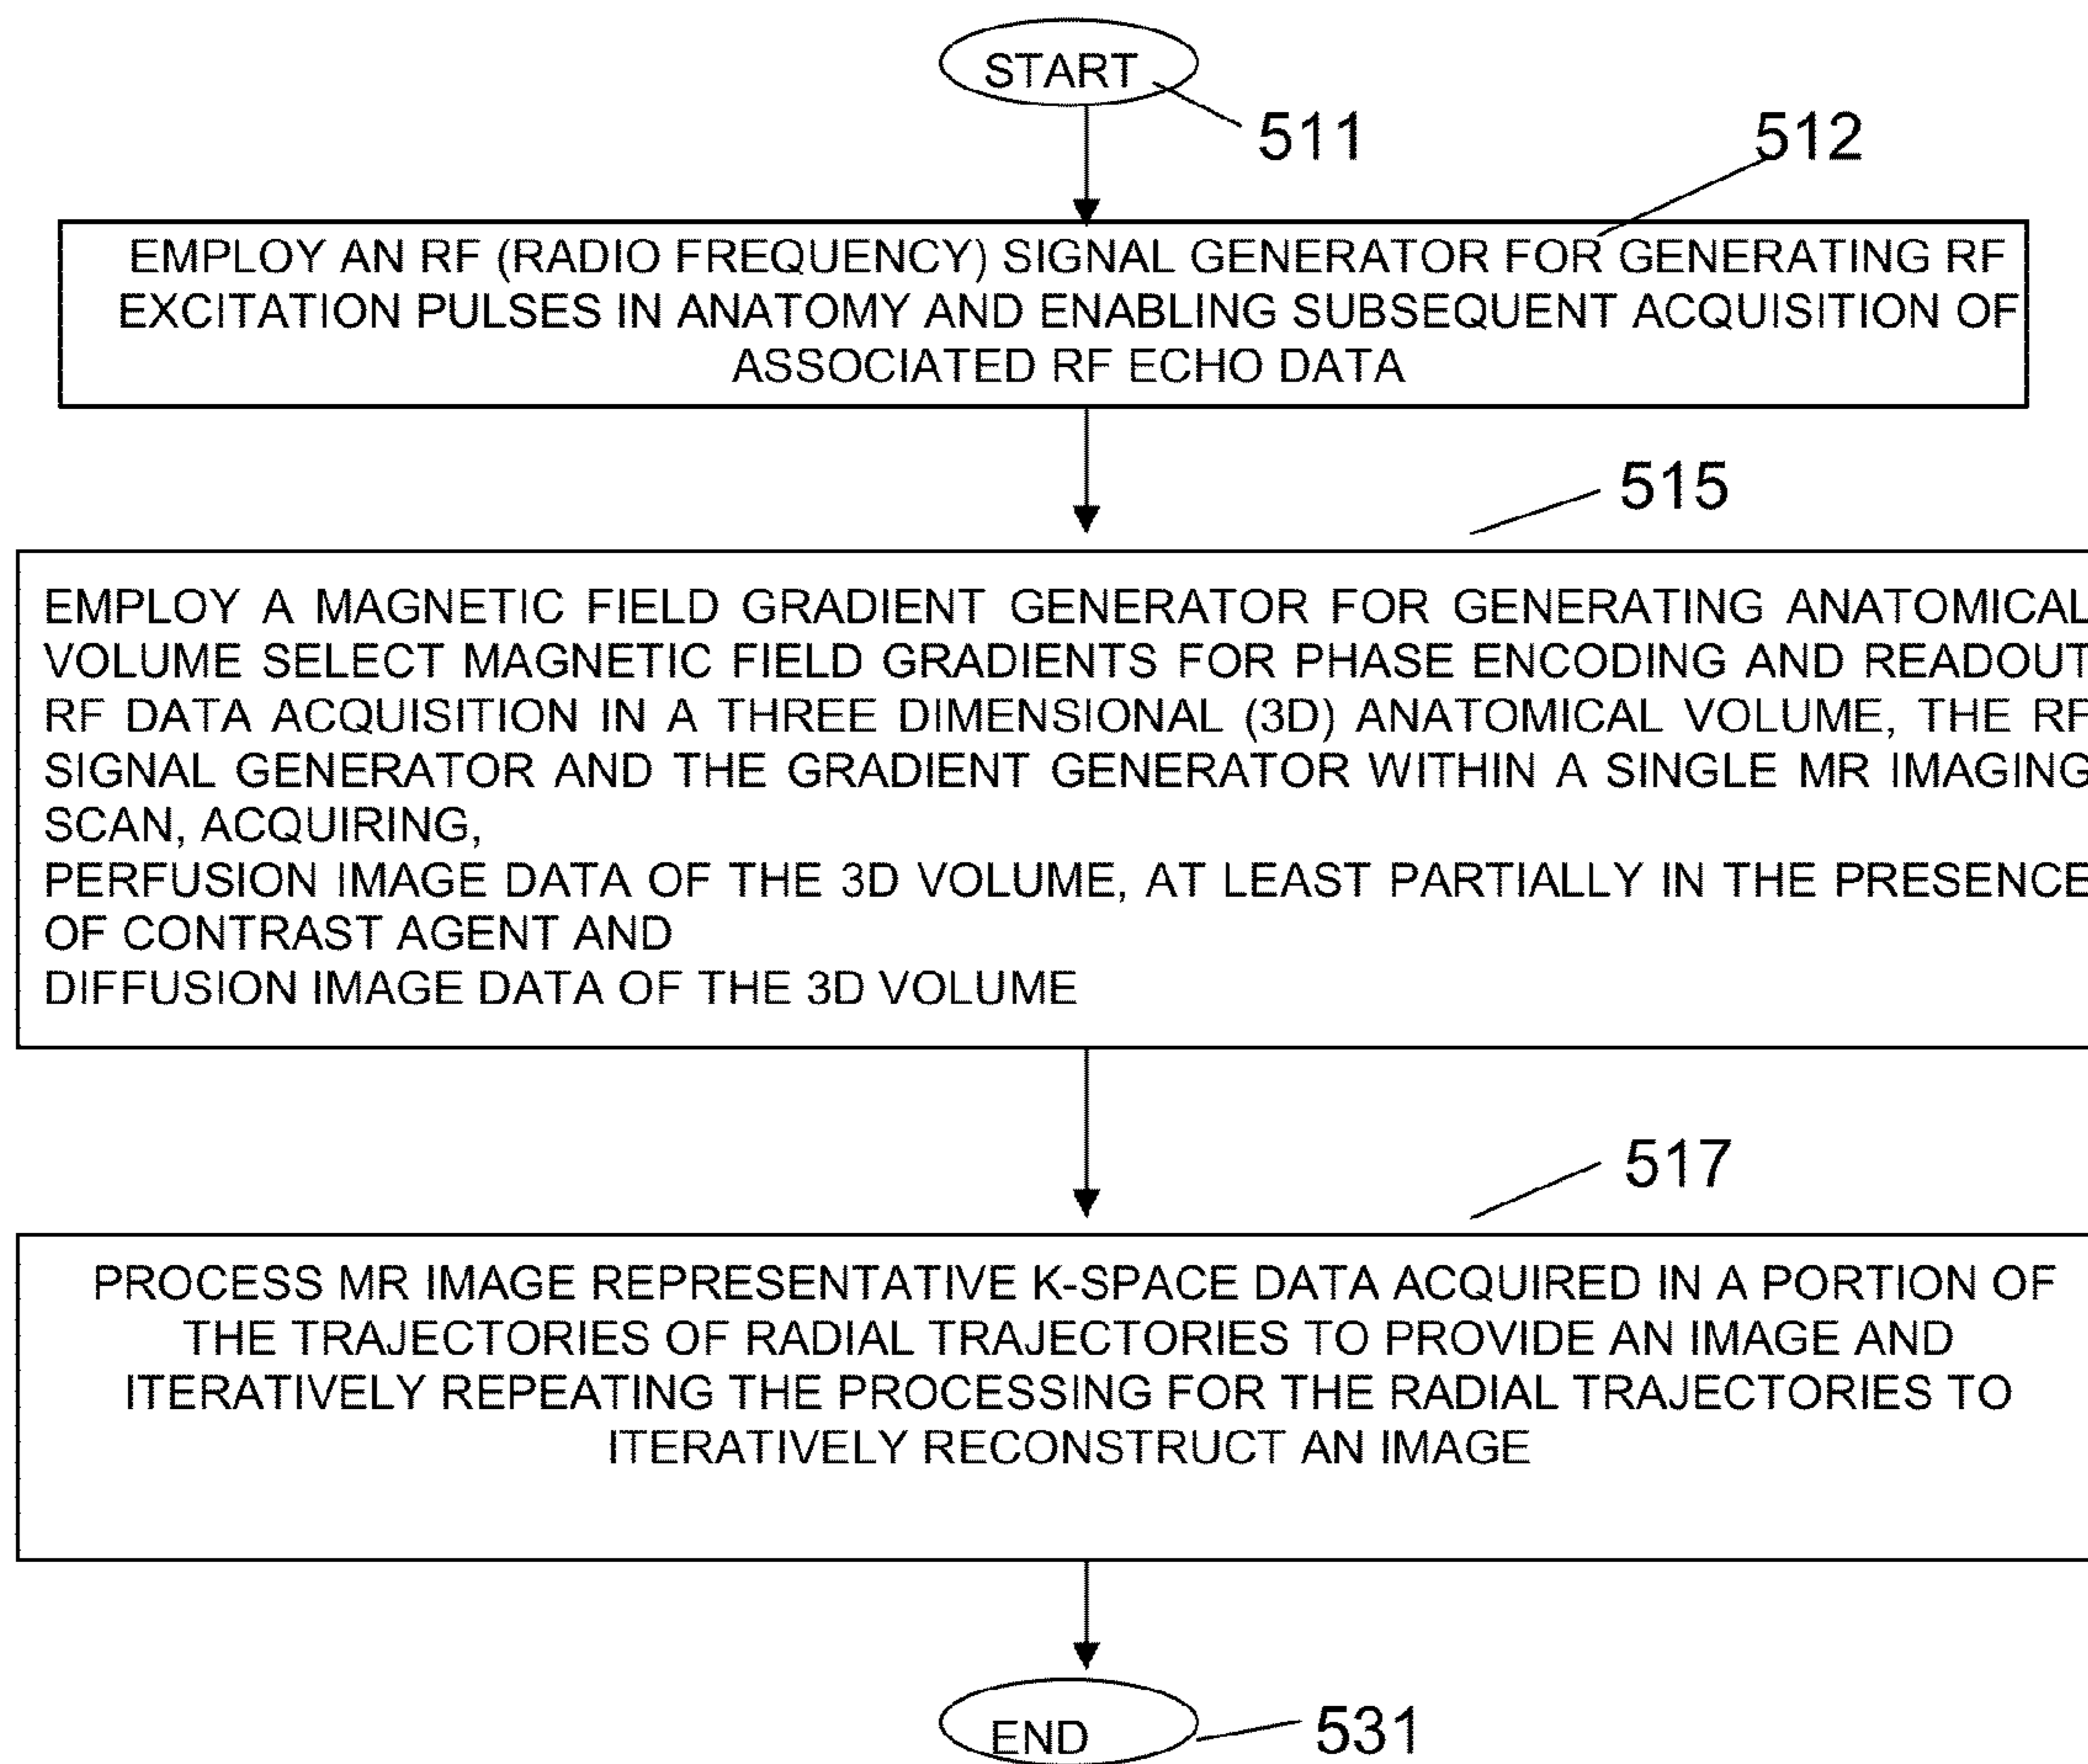 START
511
512
EMPLOY AN RF (RADIO FREQUENCY) SIGNAL GENERATOR FOR GENERATING RF
EXCITATION PULSES IN ANATOMY AND ENABLING SUBSEQUENT ACQUISITION OF
ASSOCIATED RF ECHO DATA
515
EMPLOY A MAGNETIC FIELD GRADIENT GENERATOR FOR GENERATING ANATOMICAL
VOLUME SELECT MAGNETIC FIELD GRADIENTS FOR PHASE ENCODING AND READOUT
RF DATA ACQUISITION IN A THREE DIMENSIONAL (3D) ANATOMICAL VOLUME, THE RF
SIGNAL GENERATOR AND THE GRADIENT GENERATOR WITHIN A SINGLE MR IMAGING
SCAN, ACQUIRING,
PERFUSION IMAGE DATA OF THE 3D VOLUME, AT LEAST PARTIALLY IN THE PRESENCE
OF CONTRAST AGENT AND
DIFFUSION IMAGE DATA OF THE 3D VOLUME
517
PROCESS MR IMAGE REPRESENTATIVE K-SPACE DATA ACQUIRED IN A PORTION OF
THE TRAJECTORIES OF RADIAL TRAJECTORIES TO PROVIDE AN IMAGE AND
ITERATIVELY REPEATING THE PROCESSING FOR THE RADIAL TRAJECTORIES TO
ITERATIVELY RECONSTRUCT AN IMAGE
END
531